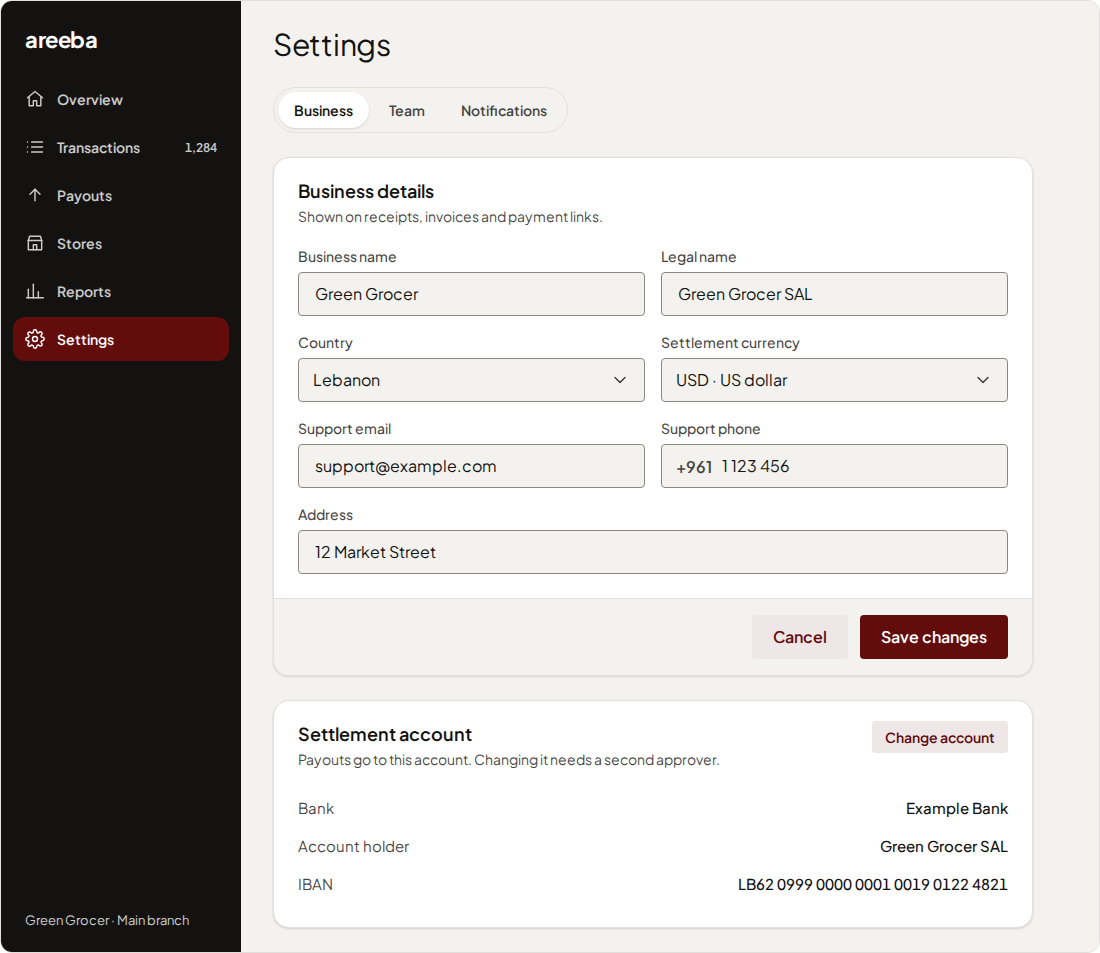 areeba
Overview
Transactions 1,284
Payouts
Stores
Reports
Settings
Green Grocer · Main branch
Settings
Business Team Notifications
Business details
Shown on receipts, invoices and payment links.
Business name Legal name
Green Grocer Green Grocer SAL
Country Settlement currency
Lebanon USD · US dollar
Support email Support phone
support@example.com +961 1 123 456
Address
12 Market Street
Cancel Save changes
Settlement account Change account
Payouts go to this account. Changing it needs a second approver.
Bank Example Bank
Account holder Green Grocer SAL
IBAN LB62 0999 0000 0001 0019 0122 4821